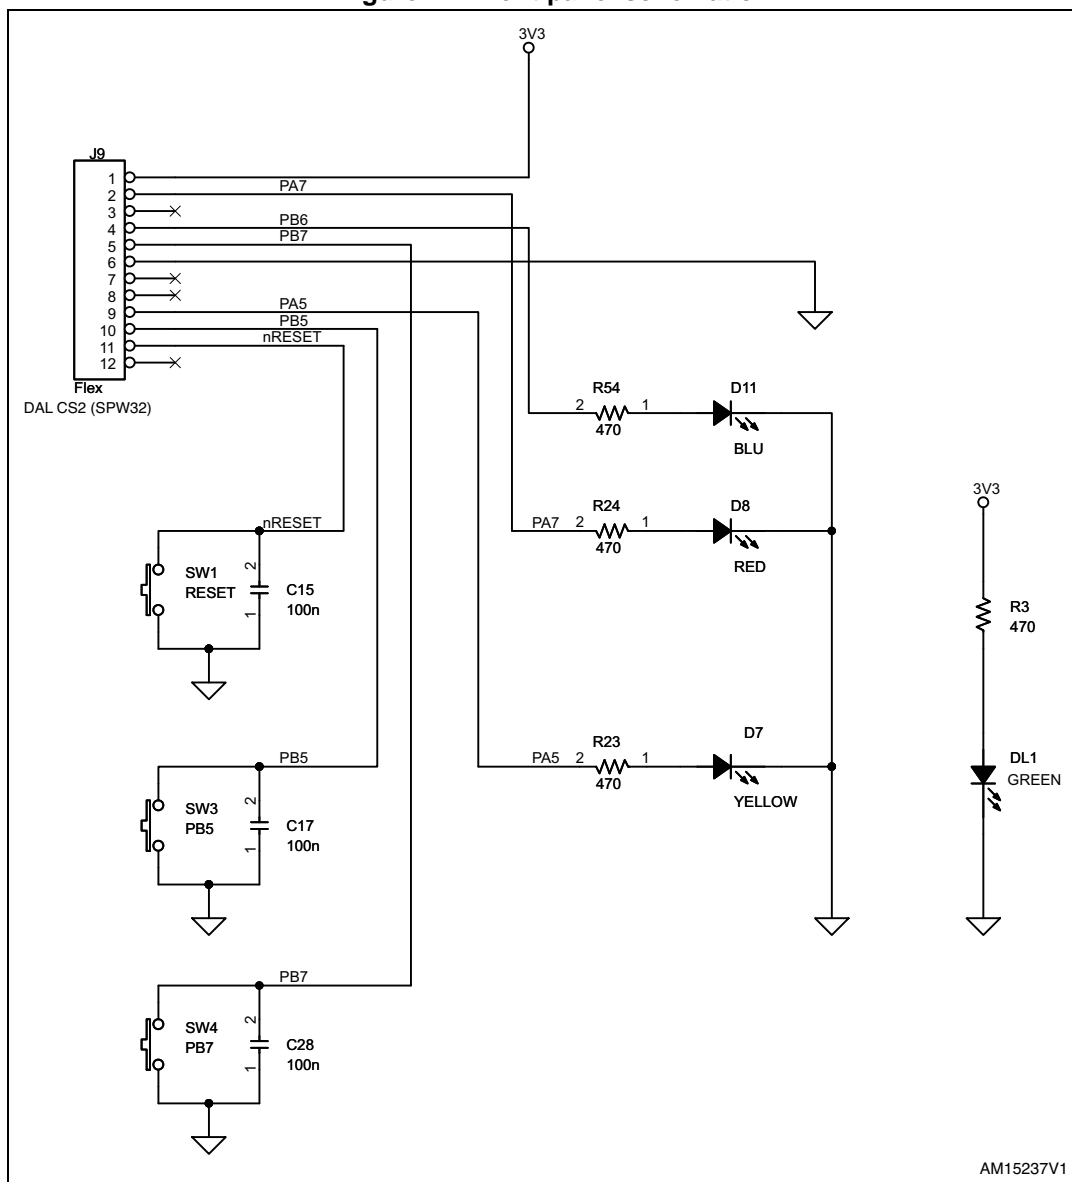 3V3
J9
1
2
3
4
5
6
7
8
9
10
11
12
PA7
PB6
PB7
PA5
PB5
nRESET
Flex
DAL CS2 (SPW32)
R54
2 1
470
D11
BLU
R24
PA7 2 1
470
D8
RED
R23
PA5 2 1
470
D7
YELLOW
3V3
R3
470
DL1
GREEN
nRESET
SW1
RESET
2
1
C15
100n
PB5
SW3
PB5
2
1
C17
100n
PB7
SW4
PB7
2
1
C28
100n
AM15237V1